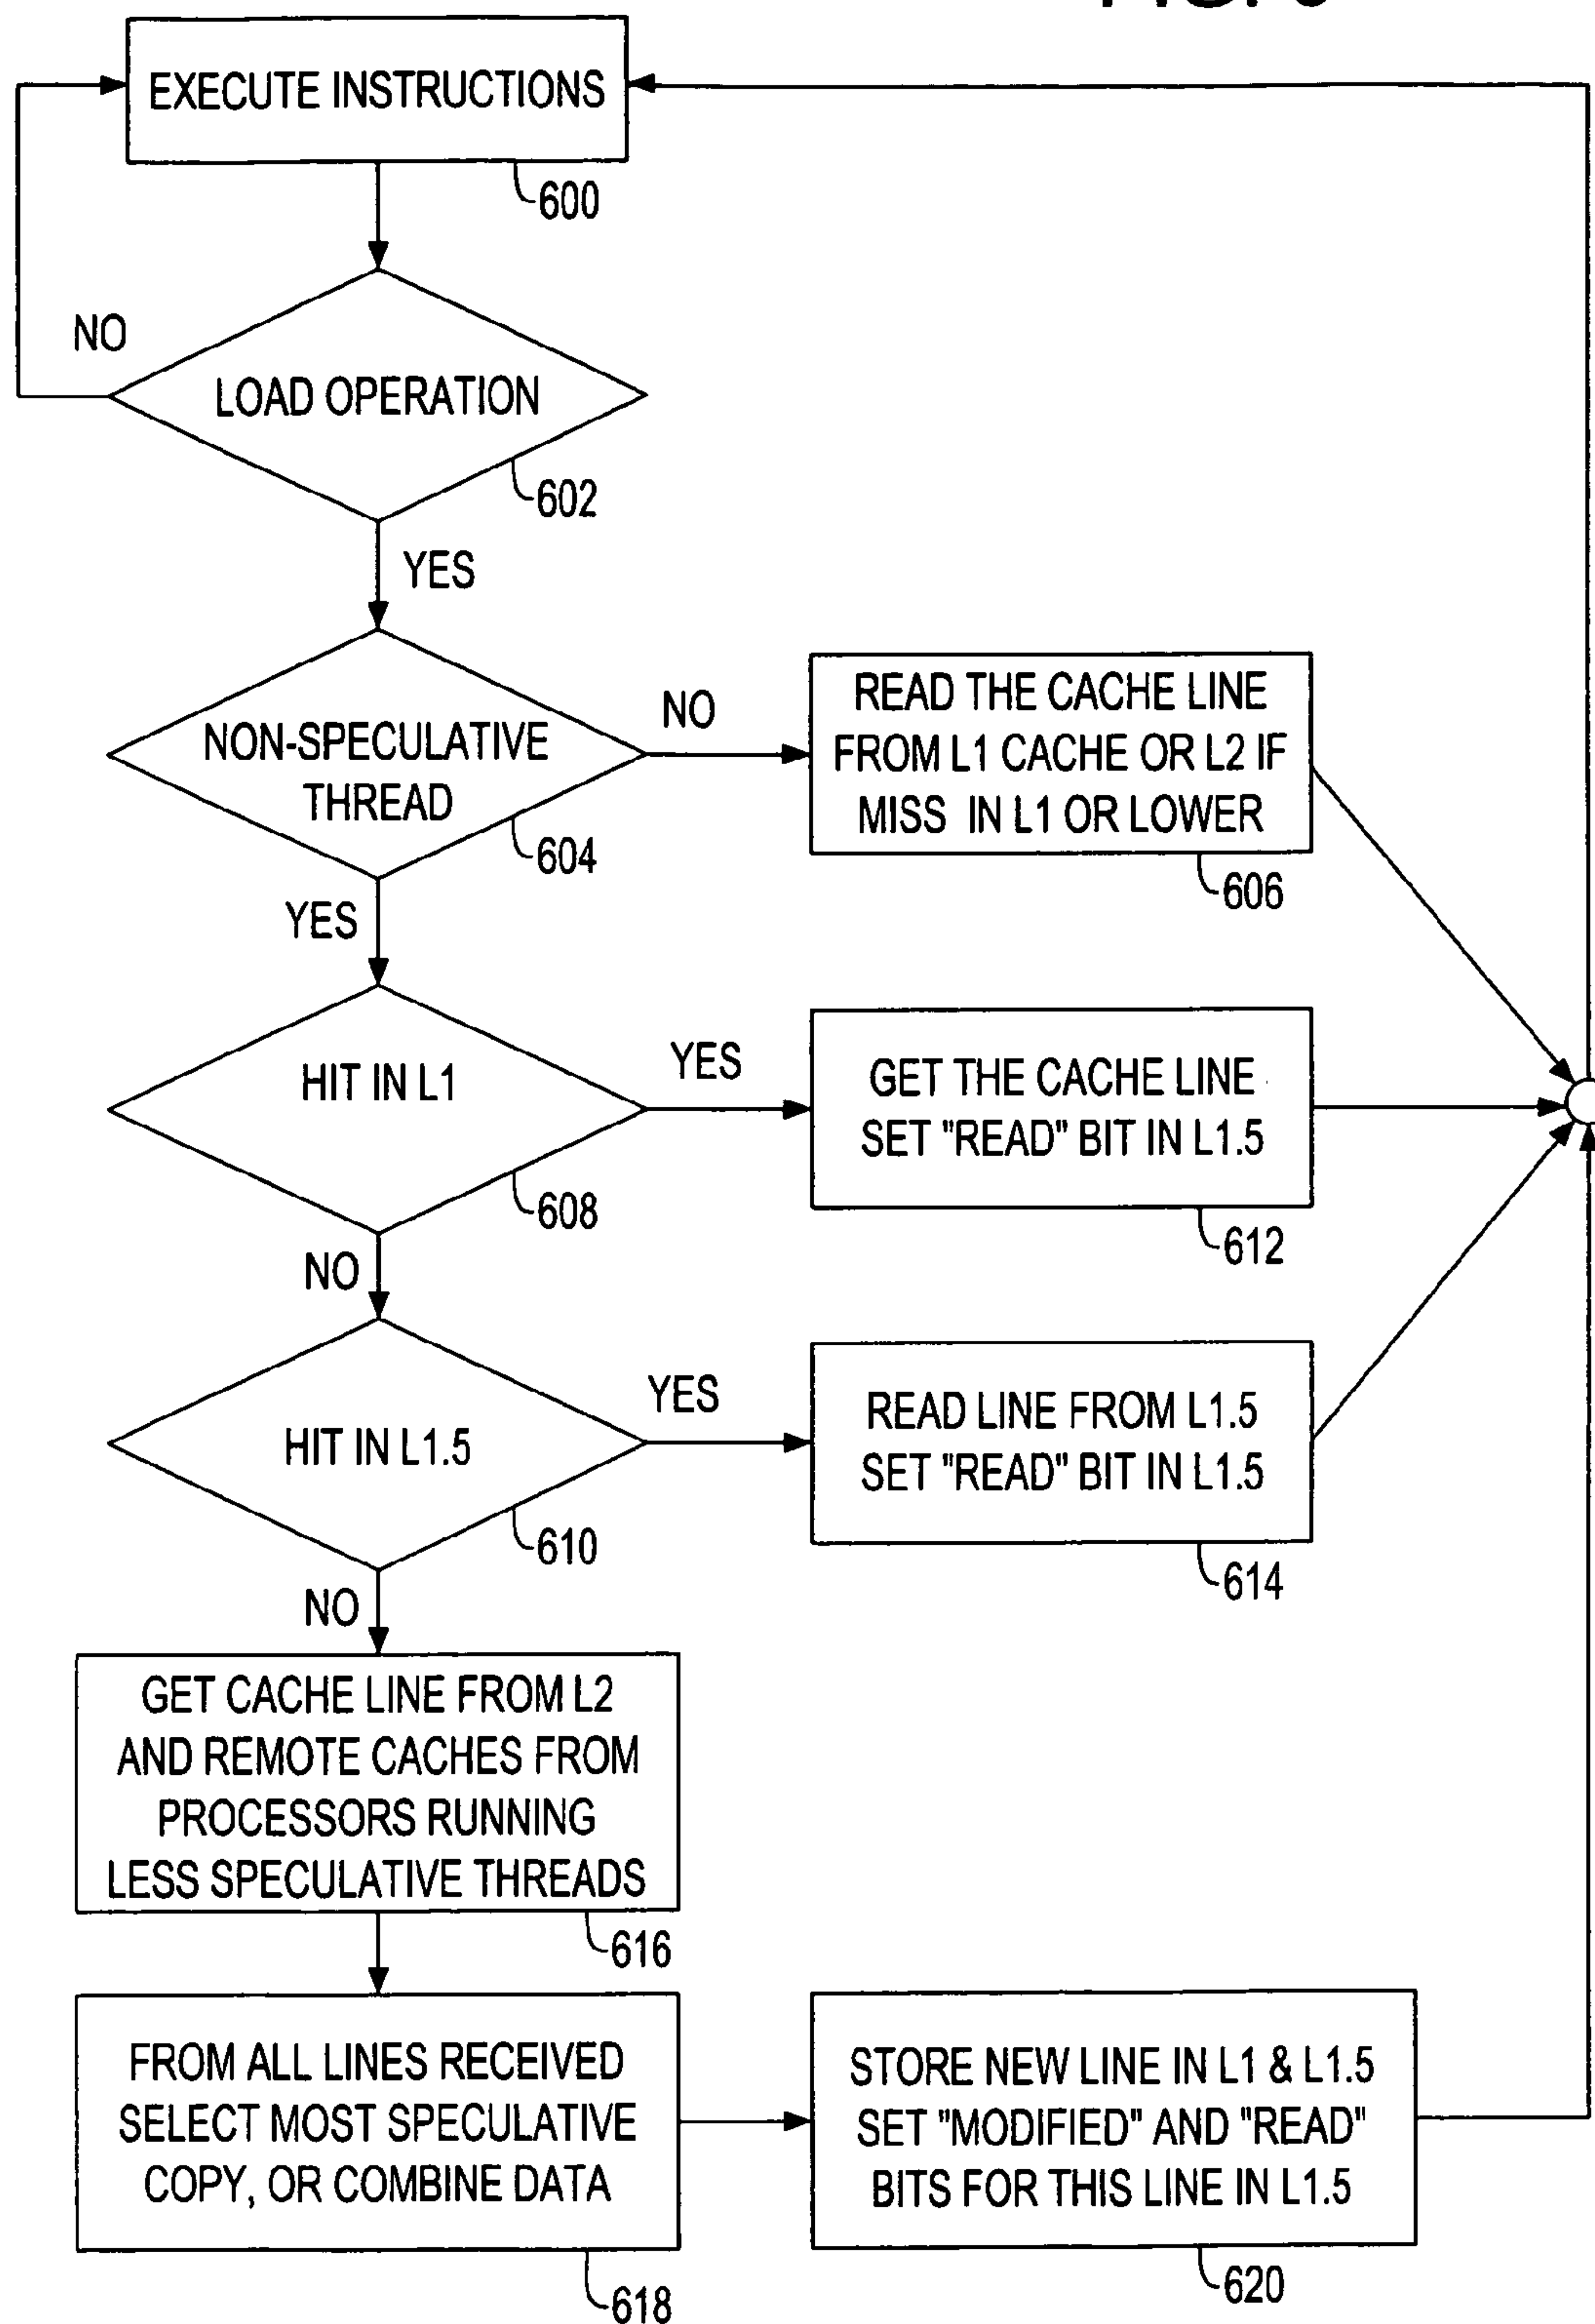 EXECUTE INSTRUCTIONS
600
NO
LOAD OPERATION
602
YES
NON-SPECULATIVE
THREAD
604
NO
READ THE CACHE LINE
FROM L1 CACHE OR L2 IF
MISS IN L1 OR LOWER
606
YES
HIT IN L1
608
YES
GET THE CACHE LINE
SET "READ" BIT IN L1.5
612
NO
HIT IN L1.5
610
YES
READ LINE FROM L1.5
SET "READ" BIT IN L1.5
614
NO
GET CACHE LINE FROM L2
AND REMOTE CACHES FROM
PROCESSORS RUNNING
LESS SPECULATIVE THREADS
616
FROM ALL LINES RECEIVED
SELECT MOST SPECULATIVE
COPY, OR COMBINE DATA
618
STORE NEW LINE IN L1 & L1.5
SET "MODIFIED" AND "READ"
BITS FOR THIS LINE IN L1.5
620